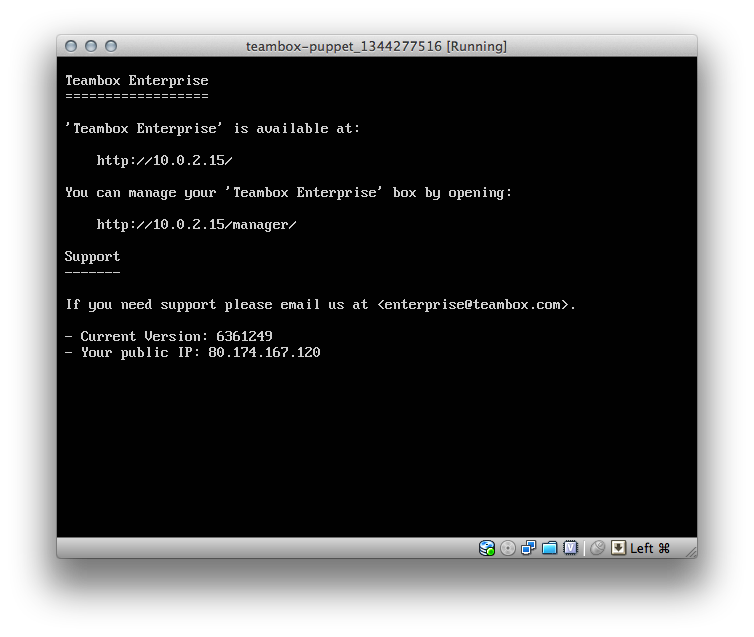 teambox-puppet_1344277516 [Running]
Teambox Enterprise
==================
'Teambox Enterprise' is available at:
http://10.0.2.15/
You can manage your 'Teambox Enterprise' box by opening:
http://10.0.2.15/manager/
Support
-------
If you need support please email us at <enterprise@teambox.com>.
- Current Version: 6361249
- Your public IP: 80.174.167.120
Left ⌘